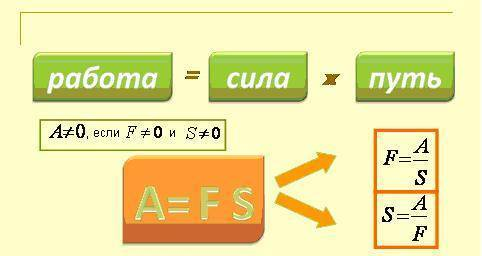 работа = сила x путь
A≠0, если F≠0 и S≠0
A= F S
F=A/S
S=A/F